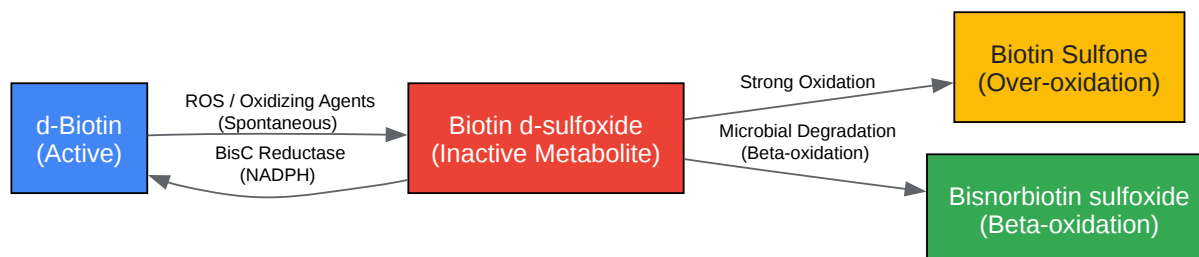 d-Biotin
(Active)
ROS / Oxidizing Agents
(Spontaneous)
BisC Reductase
(NADPH)
Biotin d-sulfoxide
(Inactive Metabolite)
Strong Oxidation
Microbial Degradation
(Beta-oxidation)
Biotin Sulfone
(Over-oxidation)
Bisnorbiotin sulfoxide
(Beta-oxidation)